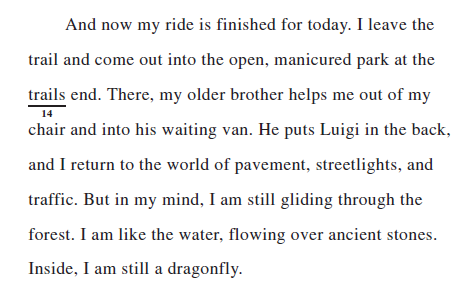 And now my ride is finished for today. I leave the
trail and come out into the open, manicured park at the
trails end. There, my older brother helps me out of my
14
chair and into his waiting van. He puts Luigi in the back,
and I return to the world of pavement, streetlights, and
traffic. But in my mind, I am still gliding through the
forest. I am like the water, flowing over ancient stones.
Inside, I am still a dragonfly.